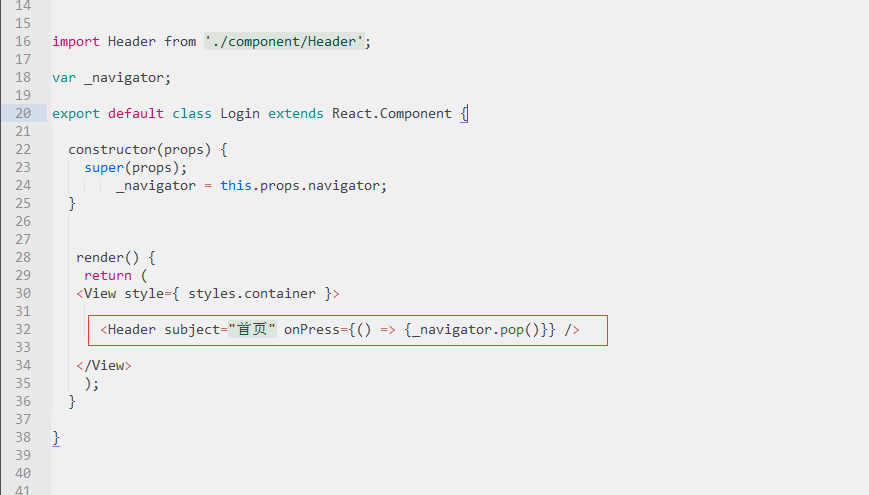 14
15
16 import Header from './component/Header';
17
18 var _navigator;
19
20 export default class Login extends React.Component {
21
22 constructor(props) {
23 super(props);
24 _navigator = this.props.navigator;
25 }
26
27
28 render() {
29 return (
30 <View style={ styles.container }>
31
32 <Header subject="首页" onPress={() => {_navigator.pop()}} />
33
34 </View>
35 );
36 }
37
38 }
39
40
41